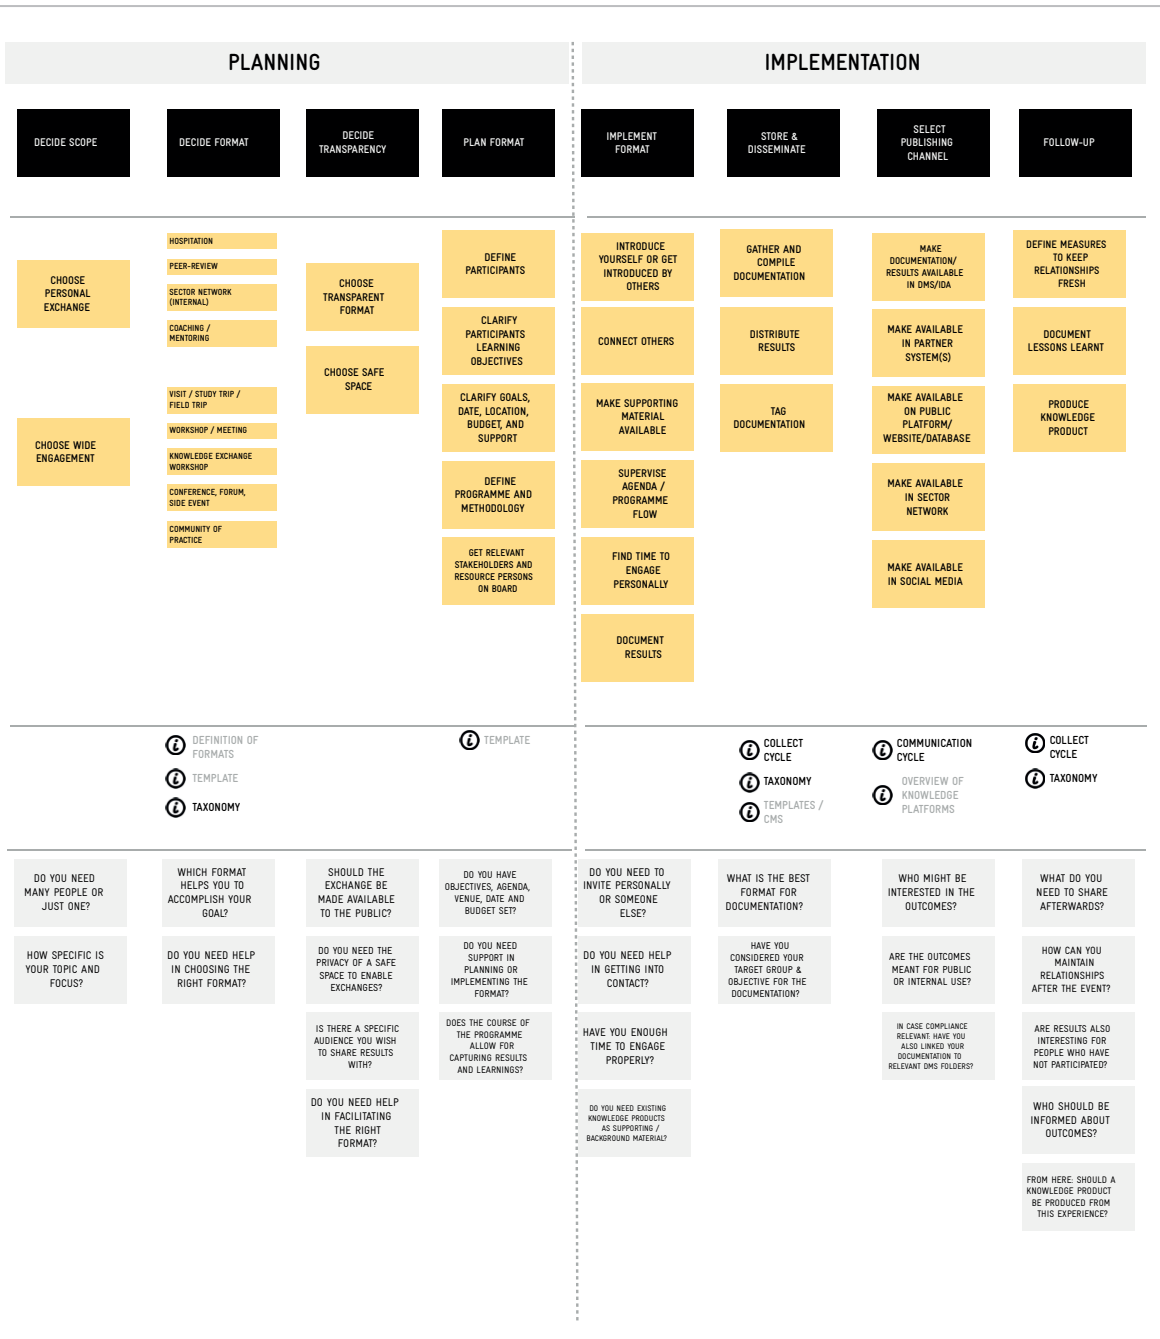 PLANNING
IMPLEMENTATION
DECIDE SCOPE
DECIDE FORMAT
DECIDE
TRANSPARENCY
PLAN FORMAT
IMPLEMENT
FORMAT
STORE &
DISSEMINATE
SELECT
PUBLISHING
CHANNEL
FOLLOW-UP
CHOOSE
PERSONAL
EXCHANGE
CHOOSE WIDE
ENGAGEMENT
HOSPITATION
PEER-REVIEW
SECTOR NETWORK
(INTERNAL)
COACHING /
MENTORING
VISIT / STUDY TRIP /
FIELD TRIP
WORKSHOP / MEETING
KNOWLEDGE EXCHANGE
WORKSHOP
CONFERENCE, FORUM,
SIDE EVENT
COMMUNITY OF
PRACTICE
CHOOSE
TRANSPARENT
FORMAT
CHOOSE SAFE
SPACE
DEFINE
PARTICIPANTS
CLARIFY
PARTICIPANTS
LEARNING
OBJECTIVES
CLARIFY GOALS,
DATE, LOCATION,
BUDGET, AND
SUPPORT
DEFINE
PROGRAMME AND
METHODOLOGY
GET RELEVANT
STAKEHOLDERS AND
RESOURCE PERSONS
ON BOARD
INTRODUCE
YOURSELF OR GET
INTRODUCED BY
OTHERS
CONNECT OTHERS
MAKE SUPPORTING
MATERIAL
AVAILABLE
SUPERVISE
AGENDA /
PROGRAMME
FLOW
FIND TIME TO
ENGAGE
PERSONALLY
DOCUMENT
RESULTS
GATHER AND
COMPILE
DOCUMENTATION
DISTRIBUTE
RESULTS
TAG
DOCUMENTATION
MAKE
DOCUMENTATION/
RESULTS AVAILABLE
IN DMS/IDA
MAKE AVAILABLE
IN PARTNER
SYSTEM(S)
MAKE AVAILABLE
ON PUBLIC
PLATFORM/
WEBSITE/DATABASE
MAKE AVAILABLE
IN SECTOR
NETWORK
MAKE AVAILABLE
IN SOCIAL MEDIA
DEFINE MEASURES
TO KEEP
RELATIONSHIPS
FRESH
DOCUMENT
LESSONS LEARNT
PRODUCE
KNOWLEDGE
PRODUCT
i DEFINITION OF
FORMATS
i TEMPLATE
i TAXONOMY
i TEMPLATE
i COLLECT
CYCLE
i TAXONOMY
i TEMPLATES /
CMS
i COMMUNICATION
CYCLE
i OVERVIEW OF
KNOWLEDGE
PLATFORMS
i COLLECT
CYCLE
i TAXONOMY
DO YOU NEED
MANY PEOPLE OR
JUST ONE?
HOW SPECIFIC IS
YOUR TOPIC AND
FOCUS?
WHICH FORMAT
HELPS YOU TO
ACCOMPLISH YOUR
GOAL?
DO YOU NEED HELP
IN CHOOSING THE
RIGHT FORMAT?
SHOULD THE
EXCHANGE BE
MADE AVAILABLE
TO THE PUBLIC?
DO YOU NEED THE
PRIVACY OF A SAFE
SPACE TO ENABLE
EXCHANGES?
IS THERE A SPECIFIC
AUDIENCE YOU WISH
TO SHARE RESULTS
WITH?
DO YOU NEED HELP
IN FACILITATING
THE RIGHT
FORMAT?
DO YOU HAVE
OBJECTIVES, AGENDA,
VENUE, DATE AND
BUDGET SET?
DO YOU NEED
SUPPORT IN
PLANNING OR
IMPLEMENTING THE
FORMAT?
DOES THE COURSE OF
THE PROGRAMME
ALLOW FOR
CAPTURING RESULTS
AND LEARNINGS?
DO YOU NEED TO
INVITE PERSONALLY
OR SOMEONE
ELSE?
DO YOU NEED HELP
IN GETTING INTO
CONTACT?
HAVE YOU ENOUGH
TIME TO ENGAGE
PROPERLY?
DO YOU NEED EXISTING
KNOWLEDGE PRODUCTS
AS SUPPORTING /
BACKGROUND MATERIAL?
WHAT IS THE BEST
FORMAT FOR
DOCUMENTATION?
HAVE YOU
CONSIDERED YOUR
TARGET GROUP &
OBJECTIVE FOR THE
DOCUMENTATION?
WHO MIGHT BE
INTERESTED IN THE
OUTCOMES?
ARE THE OUTCOMES
MEANT FOR PUBLIC
OR INTERNAL USE?
IN CASE COMPLIANCE
RELEVANT: HAVE YOU
ALSO LINKED YOUR
DOCUMENTATION TO
RELEVANT DMS FOLDERS?
WHAT DO YOU
NEED TO SHARE
AFTERWARDS?
HOW CAN YOU
MAINTAIN
RELATIONSHIPS
AFTER THE EVENT?
ARE RESULTS ALSO
INTERESTING FOR
PEOPLE WHO HAVE
NOT PARTICIPATED?
WHO SHOULD BE
INFORMED ABOUT
OUTCOMES?
FROM HERE: SHOULD A
KNOWLEDGE PRODUCT
BE PRODUCED FROM
THIS EXPERIENCE?